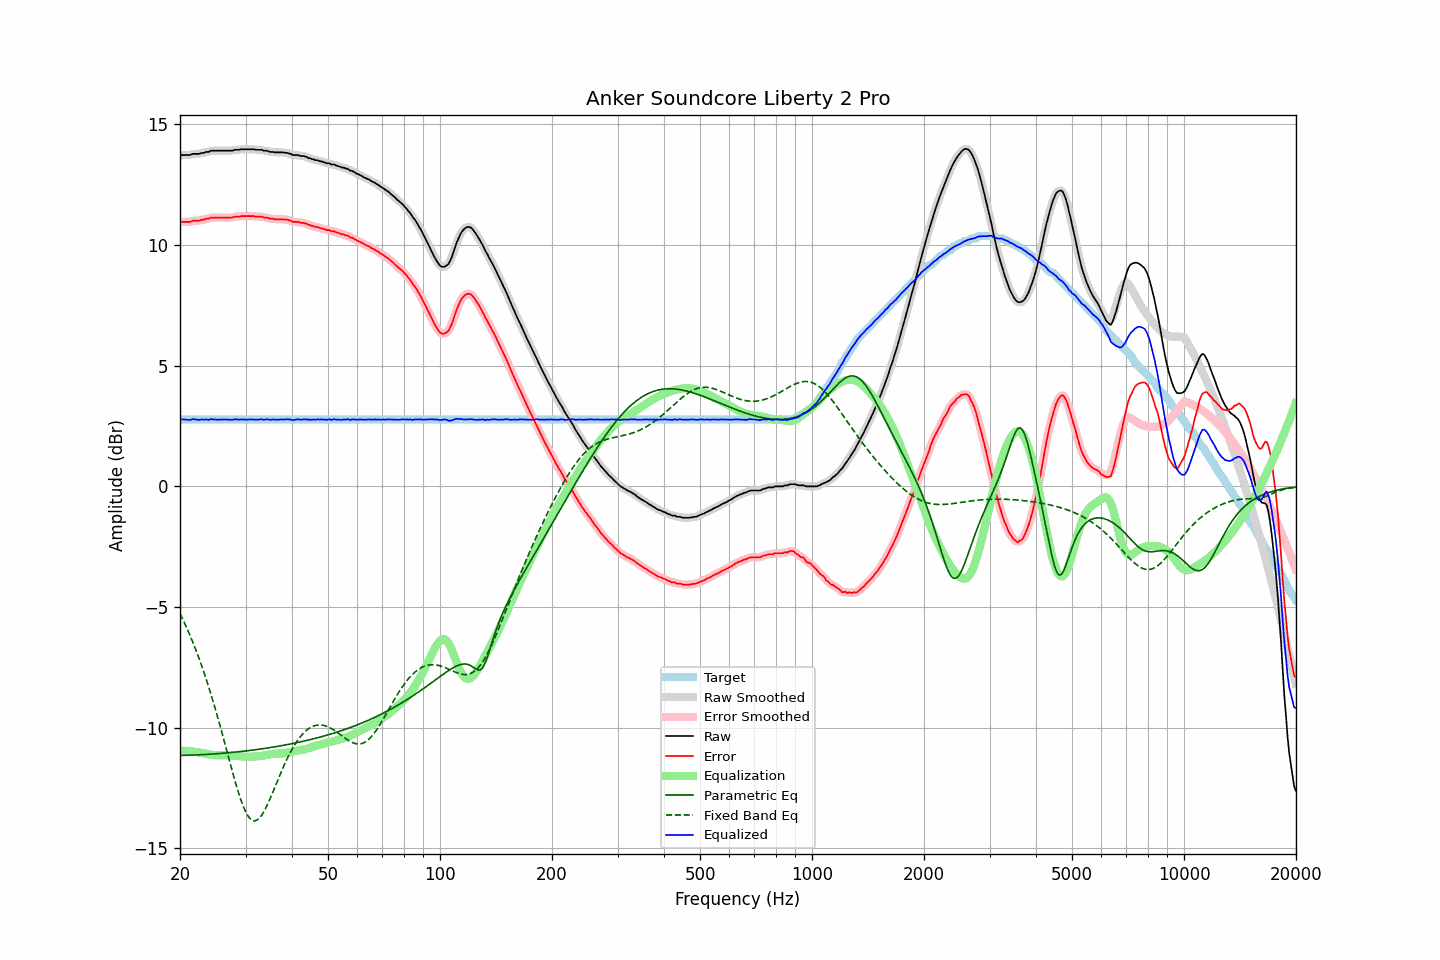 Anker Soundcore Liberty 2 Pro
15
10
5
0
−5
−10
−15
Amplitude (dBr)
Target
Raw Smoothed
Error Smoothed
Raw
Error
Equalization
Parametric Eq
Fixed Band Eq
Equalized
20 50 100 200 500 1000 2000 5000 10000 20000
Frequency (Hz)